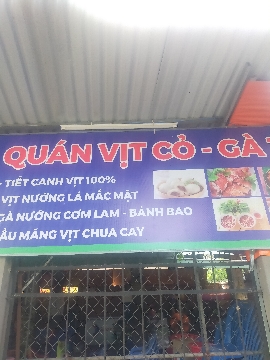 QUÁN VỊT CỎ - GÀ
- TIẾT CANH VỊT 100%
VỊT NƯỚNG LÁ MẮC MẬT
GÀ NƯỚNG CƠM LAM - BÁNH BAO
ẨU MĂNG VỊT CHUA CAY